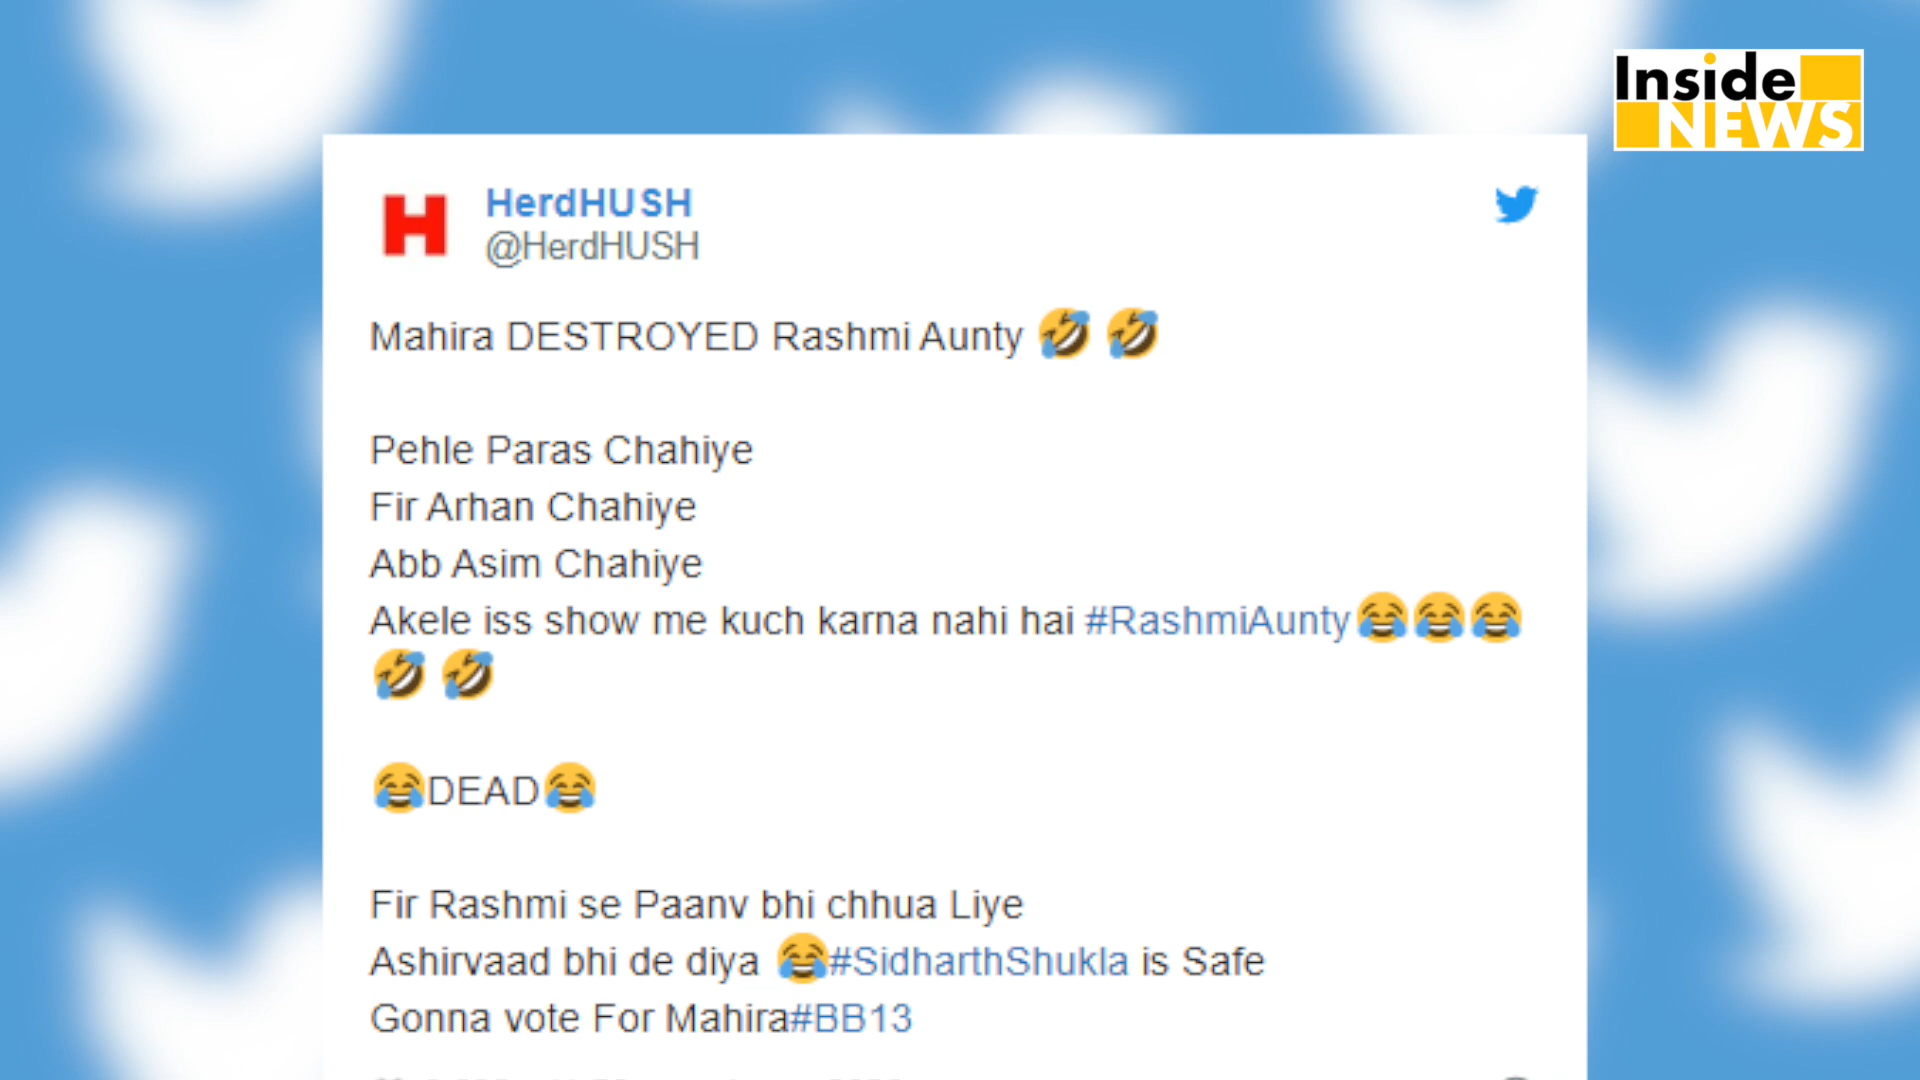 Inside
NEWS
HerdHUSH
@HerdHUSH
Mahira DESTROYED Rashmi Aunty 🤣 🤣
Pehle Paras Chahiye
Fir Arhan Chahiye
Abb Asim Chahiye
Akele iss show me kuch karna nahi hai #RashmiAunty😂😂😂
🤣 🤣
😂DEAD😂
Fir Rashmi se Paanv bhi chhua Liye
Ashirvaad bhi de diya 😂#SidharthShukla is Safe
Gonna vote For Mahira#BB13